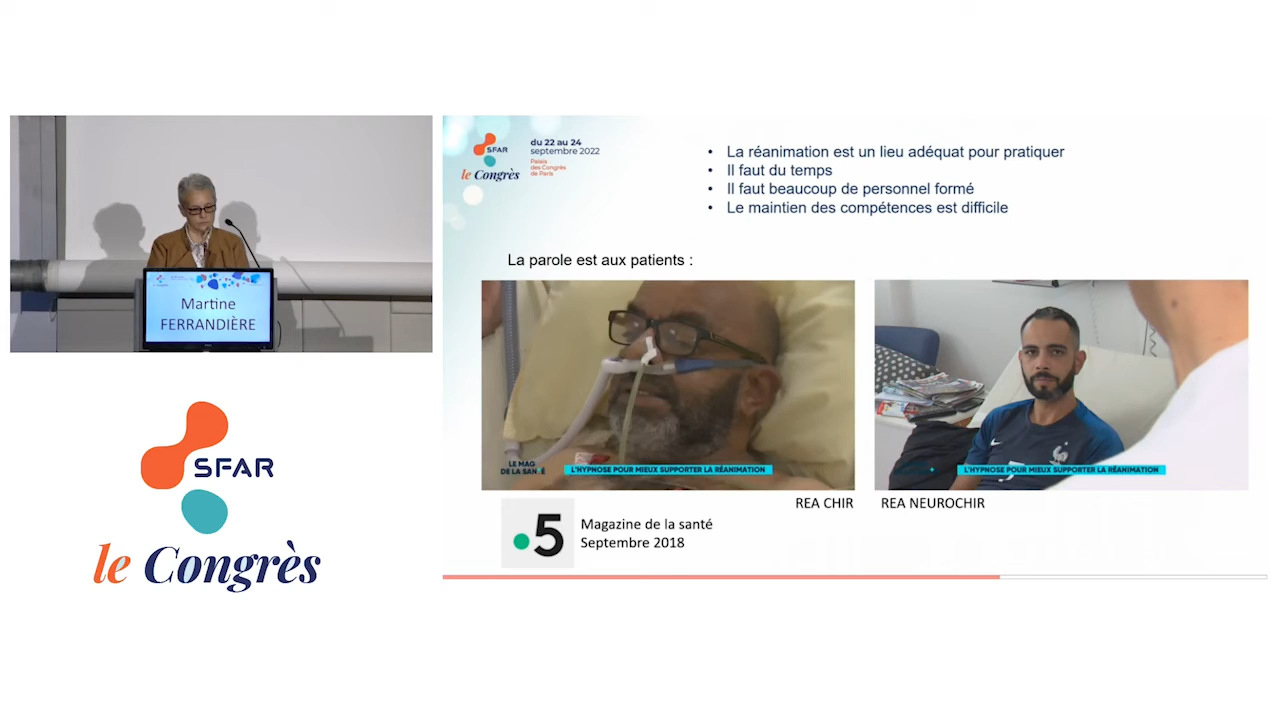 Martine
FERRANDIÈRE
SFAR
le Congrès
SFAR
le Congrès
du 22 au 24
septembre 2022
Palais
des Congrès
de Paris
• La réanimation est un lieu adéquat pour pratiquer
• Il faut du temps
• Il faut beaucoup de personnel formé
• Le maintien des compétences est difficile
La parole est aux patients :
LE MAG
DE LA SANTÉ
L'HYPNOSE POUR MIEUX SUPPORTER LA RÉANIMATION
L'HYPNOSE POUR MIEUX SUPPORTER LA RÉANIMATION
REA CHIR
REA NEUROCHIR
5
Magazine de la santé
Septembre 2018